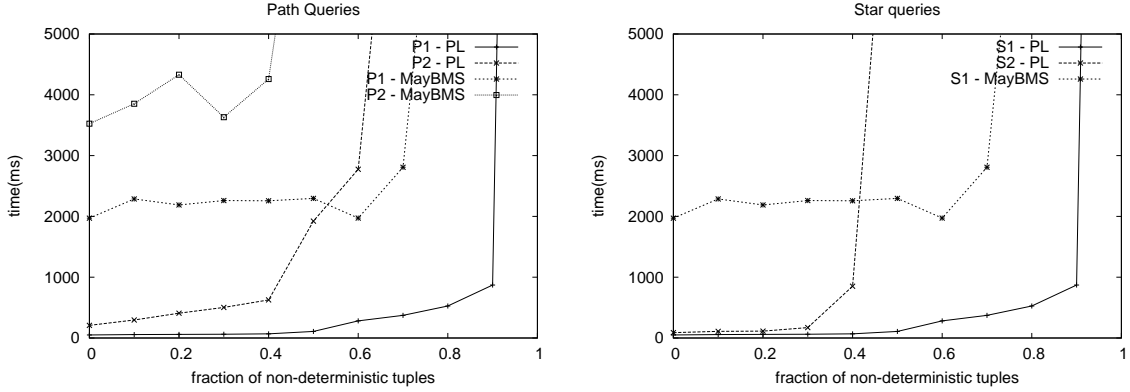 Path Queries
5000
4000
3000
2000
1000
0
time(ms)
P1 - PL
P2 - PL
P1 - MayBMS
P2 - MayBMS
0 0.2 0.4 0.6 0.8 1
fraction of non-deterministic tuples
Star queries
5000
4000
3000
2000
1000
0
time(ms)
S1 - PL
S2 - PL
S1 - MayBMS
0 0.2 0.4 0.6 0.8 1
fraction of non-deterministic tuples